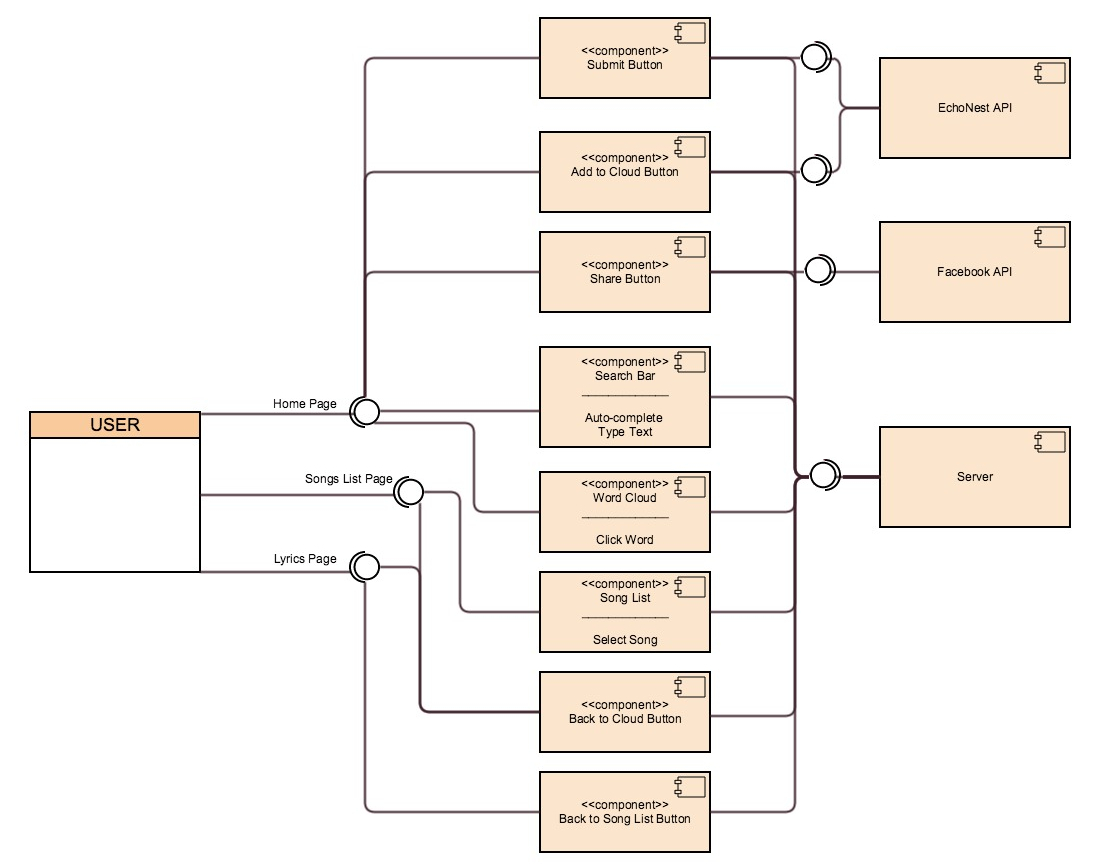 <<component>>
Submit Button
EchoNest API
<<component>>
Add to Cloud Button
<<component>>
Share Button
Facebook API
<<component>>
Search Bar
Auto-complete
Type Text
Home Page
USER
Songs List Page
<<component>>
Word Cloud
Click Word
Server
Lyrics Page
<<component>>
Song List
Select Song
<<component>>
Back to Cloud Button
<<component>>
Back to Song List Button